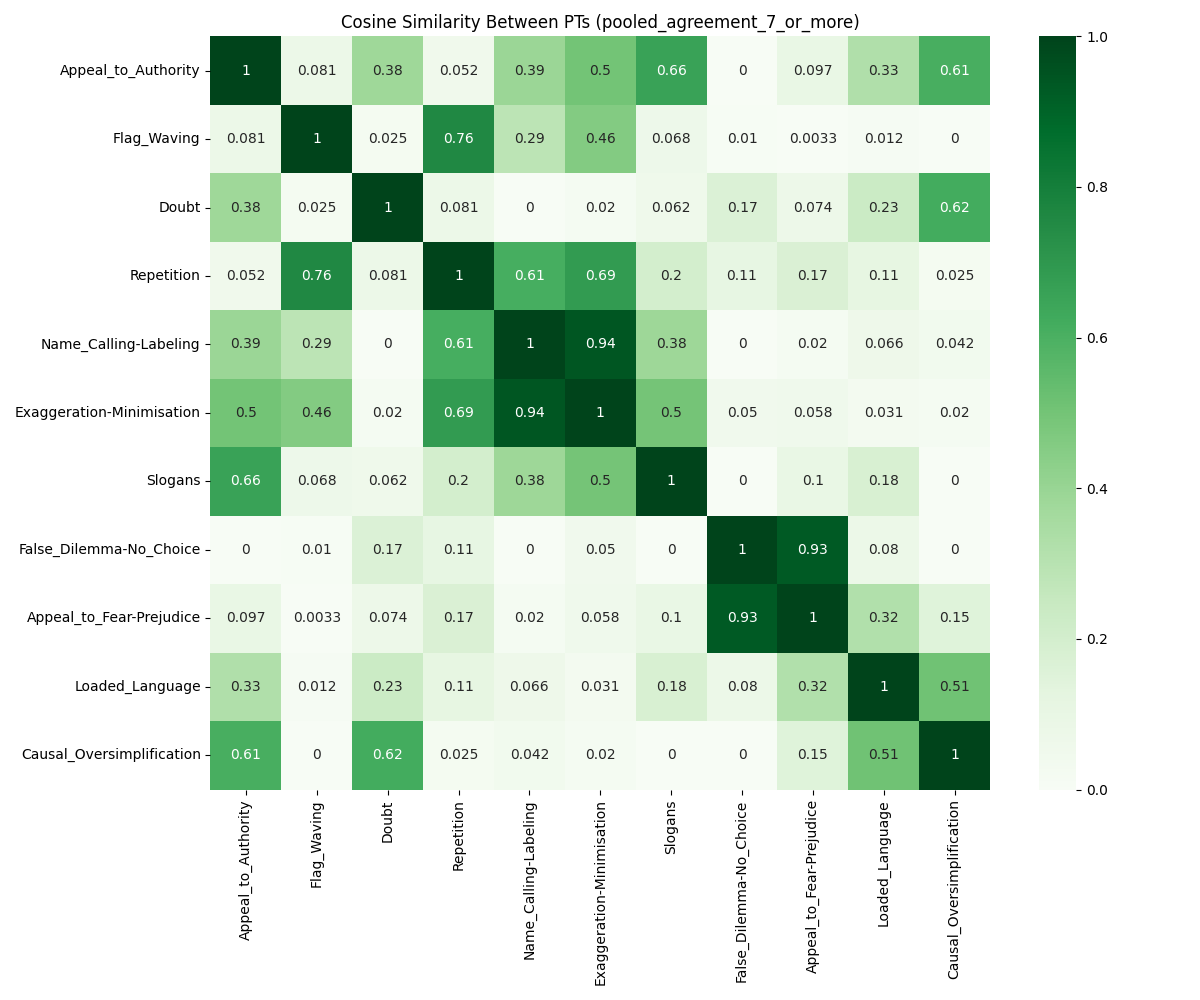 Cosine Similarity Between PTs (pooled_agreement_7_or_more)
Appeal_to_Authority 1 0.081 0.38 0.052 0.39 0.5 0.66 0 0.097 0.33 0.61
Flag_Waving 0.081 1 0.025 0.76 0.29 0.46 0.068 0.01 0.0033 0.012 0
Doubt 0.38 0.025 1 0.081 0 0.02 0.062 0.17 0.074 0.23 0.62
Repetition 0.052 0.76 0.081 1 0.61 0.69 0.2 0.11 0.17 0.11 0.025
Name_Calling-Labeling 0.39 0.29 0 0.61 1 0.94 0.38 0 0.02 0.066 0.042
Exaggeration-Minimisation 0.5 0.46 0.02 0.69 0.94 1 0.5 0.05 0.058 0.031 0.02
Slogans 0.66 0.068 0.062 0.2 0.38 0.5 1 0 0.1 0.18 0
False_Dilemma-No_Choice 0 0.01 0.17 0.11 0 0.05 0 1 0.93 0.08 0
Appeal_to_Fear-Prejudice 0.097 0.0033 0.074 0.17 0.02 0.058 0.1 0.93 1 0.32 0.15
Loaded_Language 0.33 0.012 0.23 0.11 0.066 0.031 0.18 0.08 0.32 1 0.51
Causal_Oversimplification 0.61 0 0.62 0.025 0.042 0.02 0 0 0.15 0.51 1
Appeal_to_Authority
Flag_Waving
Doubt
Repetition
Name_Calling-Labeling
Exaggeration-Minimisation
Slogans
False_Dilemma-No_Choice
Appeal_to_Fear-Prejudice
Loaded_Language
Causal_Oversimplification
1.0
0.8
0.6
0.4
0.2
0.0